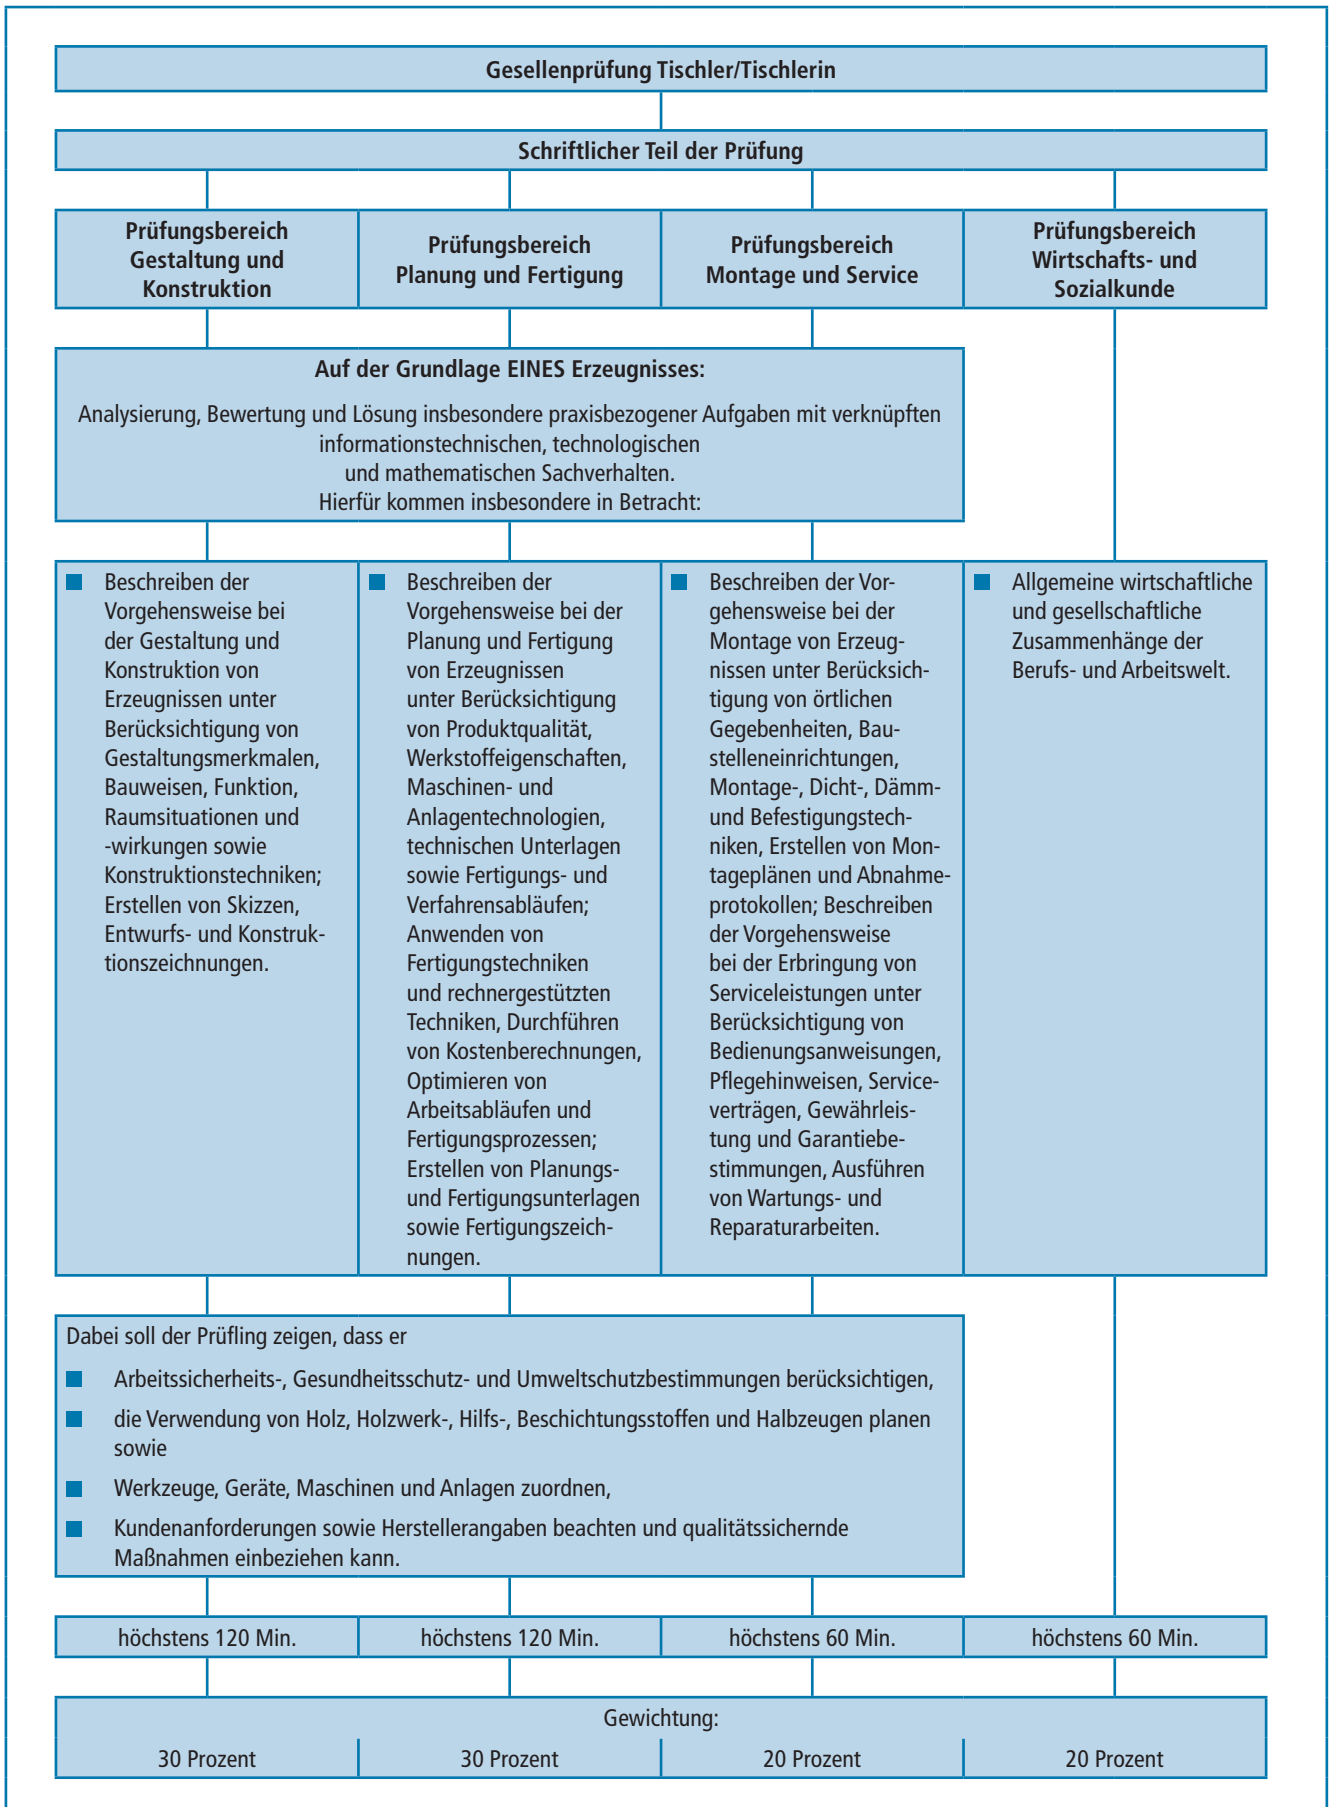 Gesellenprüfung Tischler/Tischlerin
Schriftlicher Teil der Prüfung
Prüfungsbereich
Gestaltung und
Konstruktion
Prüfungsbereich
Planung und Fertigung
Prüfungsbereich
Montage und Service
Prüfungsbereich
Wirtschafts- und
Sozialkunde
Auf der Grundlage EINES Erzeugnisses:
Analysierung, Bewertung und Lösung insbesondere praxisbezogener Aufgaben mit verknüpften
informationstechnischen, technologischen
und mathematischen Sachverhalten.
Hierfür kommen insbesondere in Betracht:
Beschreiben der
Vorgehensweise bei
der Gestaltung und
Konstruktion von
Erzeugnissen unter
Berücksichtigung von
Gestaltungsmerkmalen,
Bauweisen, Funktion,
Raumsituationen und
-wirkungen sowie
Konstruktionstechniken;
Erstellen von Skizzen,
Entwurfs- und Konstruk-
tionszeichnungen.
Beschreiben der
Vorgehensweise bei der
Planung und Fertigung
von Erzeugnissen
unter Berücksichtigung
von Produktqualität,
Werkstoffeigenschaften,
Maschinen- und
Anlagentechnologien,
technischen Unterlagen
sowie Fertigungs- und
Verfahrensabläufen;
Anwenden von
Fertigungstechniken
und rechnergestützten
Techniken, Durchführen
von Kostenberechnungen,
Optimieren von
Arbeitsabläufen und
Fertigungsprozessen;
Erstellen von Planungs-
und Fertigungsunterlagen
sowie Fertigungszeich-
nungen.
Beschreiben der Vor-
gehensweise bei der
Montage von Erzeug-
nissen unter Berücksich-
tigung von örtlichen
Gegebenheiten, Bau-
stelleneinrichtungen,
Montage-, Dicht-, Dämm-
und Befestigungstech-
niken, Erstellen von Mon-
tageplänen und Abnahme-
protokollen; Beschreiben
der Vorgehensweise
bei der Erbringung von
Serviceleistungen unter
Berücksichtigung von
Bedienungsanweisungen,
Pflegehinweisen, Service-
verträgen, Gewährleis-
tung und Garantiebe-
stimmungen, Ausführen
von Wartungs- und
Reparaturarbeiten.
Allgemeine wirtschaftliche
und gesellschaftliche
Zusammenhänge der
Berufs- und Arbeitswelt.
Dabei soll der Prüfling zeigen, dass er
Arbeitssicherheits-, Gesundheitsschutz- und Umweltschutzbestimmungen berücksichtigen,
die Verwendung von Holz, Holzwerk-, Hilfs-, Beschichtungsstoffen und Halbzeugen planen
sowie
Werkzeuge, Geräte, Maschinen und Anlagen zuordnen,
Kundenanforderungen sowie Herstellerangaben beachten und qualitätssichernde
Maßnahmen einbeziehen kann.
höchstens 120 Min.
höchstens 120 Min.
höchstens 60 Min.
höchstens 60 Min.
Gewichtung:
30 Prozent
30 Prozent
20 Prozent
20 Prozent